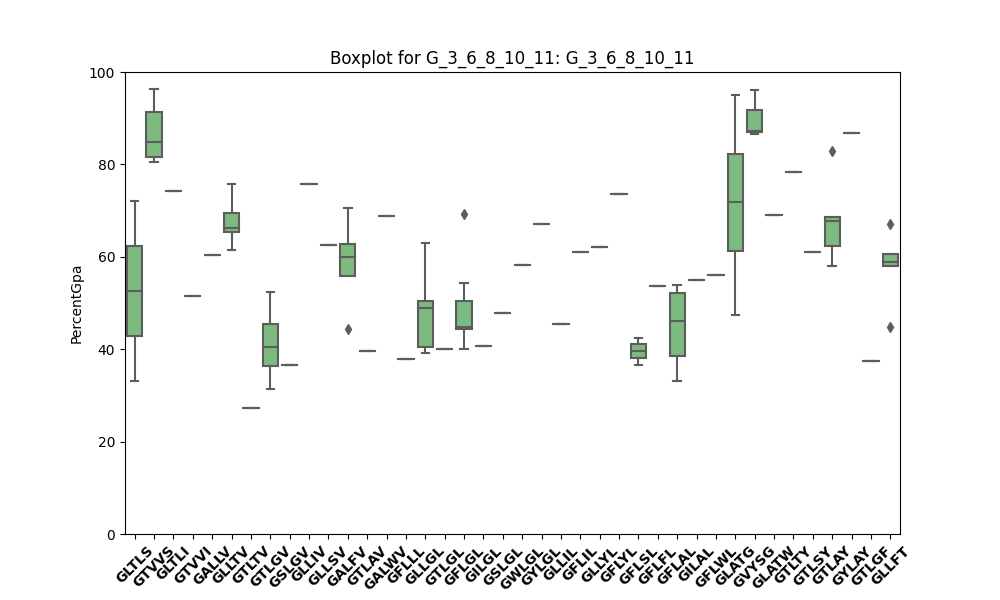 Boxplot for G_3_6_8_10_11: G_3_6_8_10_11
PercentGpa
100
80
60
40
20
0
GLTLS
GTVVS
GLTLI
GTVVI
GALLV
GLLTV
GTLTV
GTLGV
GSLGV
GLLIV
GLLSV
GALFV
GTLAV
GALWV
GFLLL
GLLGL
GTLGL
GFLGL
GILGL
GSLGL
GWLGL
GYLGL
GLLIL
GFLIL
GLLYL
GFLYL
GFLSL
GFLFL
GFLAL
GILAL
GFLWL
GLATG
GVYSG
GLATW
GTLTY
GTLSY
GTLAY
GYLAY
GTLGF
GLLFT